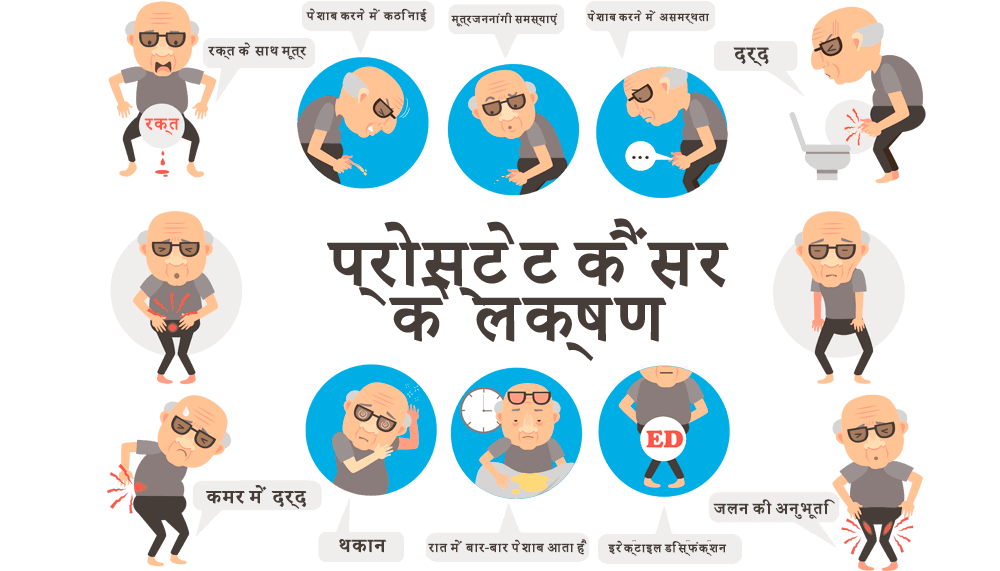 पेशाब करने में कठिनाई
मूत्रजननांगी समस्याएं
पेशाब करने में असमर्थता
रक्त के साथ मूत्र
दर्द
रक्त
प्रोस्टेट कैंसर
के लक्षण
ED
कमर में दर्द
जलन की अनुभूति
थकान
रात में बार-बार पेशाब आता है
इरेक्टाइल डिस्फंक्शन